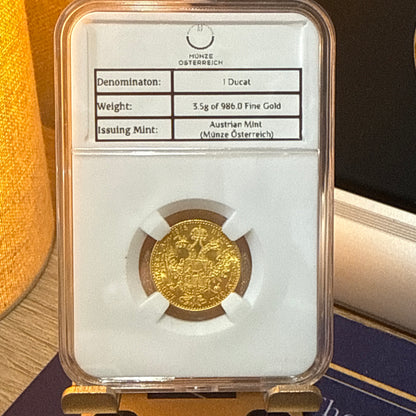 MÜNZE
ÖSTERREICH
Denominaton: 1 Ducat
Weight: 3.5g of 986.0 Fine Gold
Issuing Mint: Austrian Mint
(Münze Österreich)